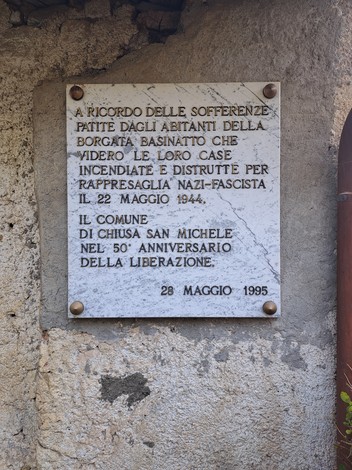 A RICORDO DELLE SOFFERENZE
PATITE DAGLI ABITANTI DELLA
BORGATA BASINATTO CHE
VIDERO LE LORO CASE
INCENDIATE E DISTRUTTE PER
RAPPRESAGLIA NAZI-FASCISTA
IL 22 MAGGIO 1944.
IL COMUNE
DI CHIUSA SAN MICHELE
NEL 50° ANNIVERSARIO
DELLA LIBERAZIONE.
28 MAGGIO 1995